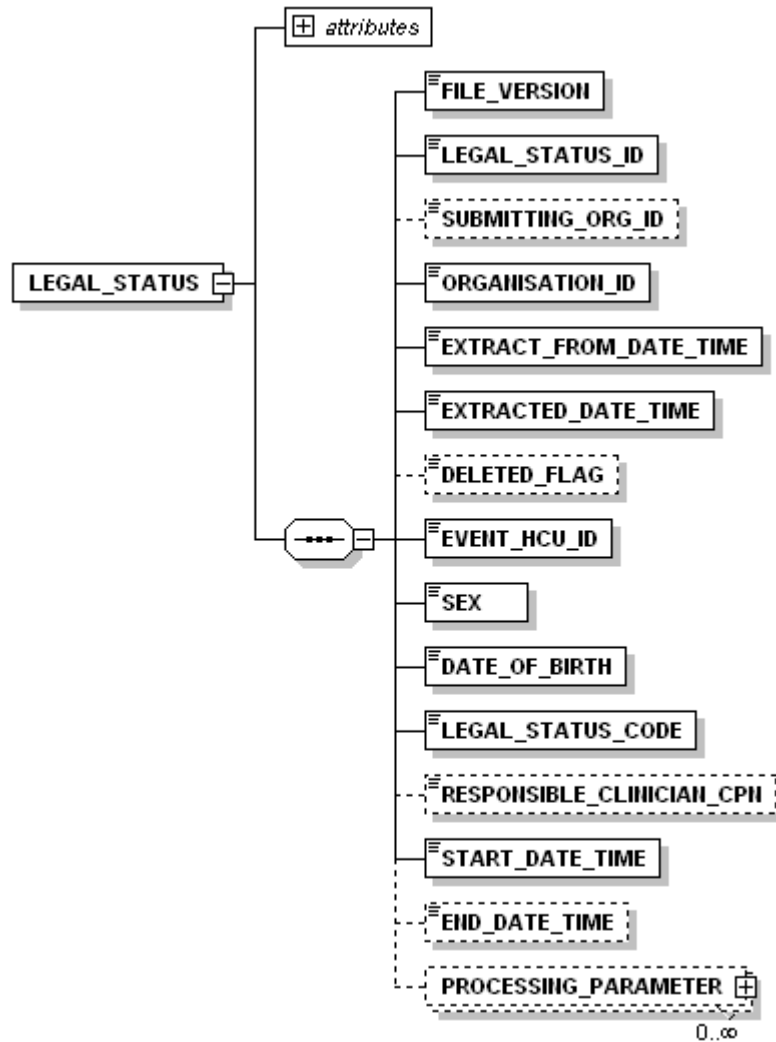 attributes
FILE_VERSION
LEGAL_STATUS_ID
SUBMITTING_ORG_ID
LEGAL_STATUS
ORGANISATION_ID
EXTRACT_FROM_DATE_TIME
EXTRACTED_DATE_TIME
DELETED_FLAG
EVENT_HCU_ID
SEX
DATE_OF_BIRTH
LEGAL_STATUS_CODE
RESPONSIBLE_CLINICIAN_CPN
START_DATE_TIME
END_DATE_TIME
PROCESSING_PARAMETER
0..∞